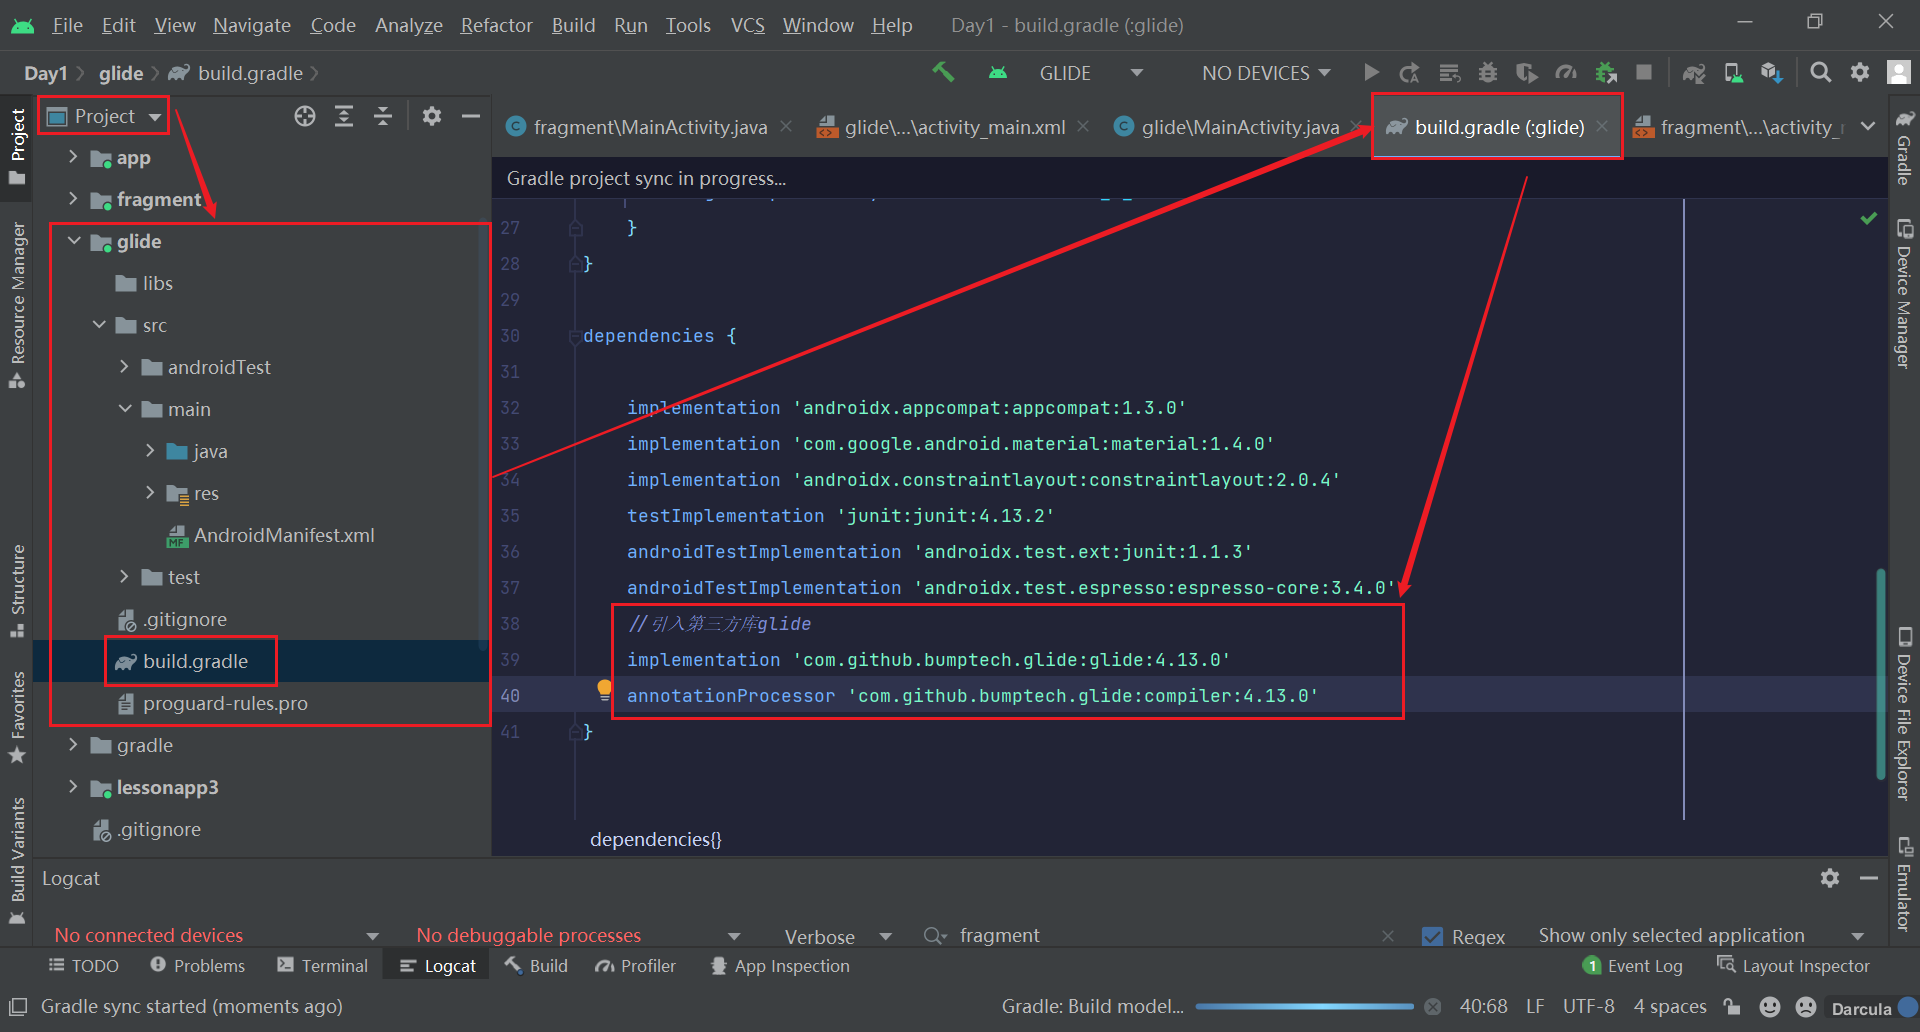 File Edit View Navigate Code Analyze Refactor Build Run Tools VCS Window Help Day1 - build.gradle (:glide)
Day1 glide build.gradle GLIDE NO DEVICES
Project
fragment\MainActivity.java glide\...\activity_main.xml glide\MainActivity.java build.gradle (:glide) fragment\...\activity_
Gradle project sync in progress...
app
fragment
glide
libs
src
androidTest
main
java
res
AndroidManifest.xml
test
.gitignore
build.gradle
proguard-rules.pro
gradle
lessonapp3
.gitignore
27 }
28 }
29
30 dependencies {
31
32 implementation 'androidx.appcompat:appcompat:1.3.0'
33 implementation 'com.google.android.material:material:1.4.0'
34 implementation 'androidx.constraintlayout:constraintlayout:2.0.4'
35 testImplementation 'junit:junit:4.13.2'
36 androidTestImplementation 'androidx.test.ext:junit:1.1.3'
37 androidTestImplementation 'androidx.test.espresso:espresso-core:3.4.0'
38 //引入第三方库glide
39 implementation 'com.github.bumptech.glide:glide:4.13.0'
40 annotationProcessor 'com.github.bumptech.glide:compiler:4.13.0'
41 }
dependencies{}
Project
Resource Manager
Structure
Favorites
Build Variants
Gradle
Device Manager
Device File Explorer
Emulator
Logcat
No connected devices No debuggable processes Verbose fragment Regex Show only selected application
TODO Problems Terminal Logcat Build Profiler App Inspection 1 Event Log Layout Inspector
Gradle sync started (moments ago) Gradle: Build model... 40:68 LF UTF-8 4 spaces Darcula